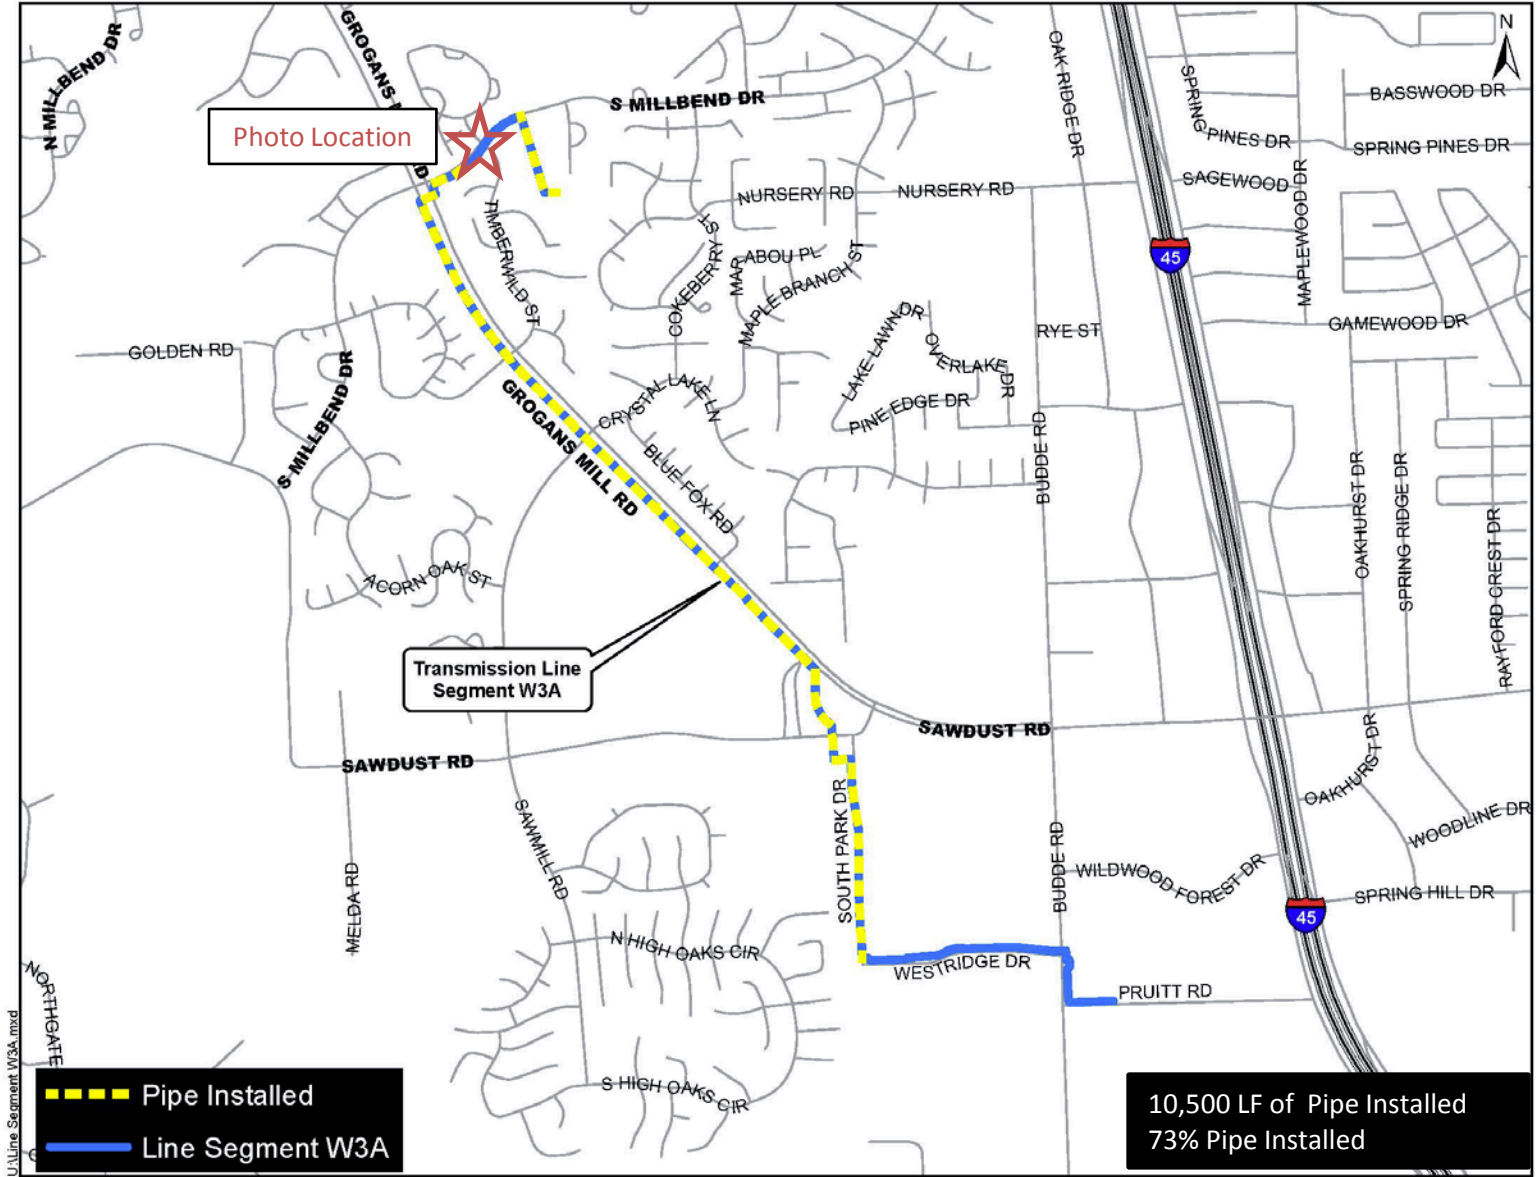 N MILLBEND DR
GROGANS M
RD
Photo Location
S MILLBEND DR
OAK RIDGE DR
SPRING PINES DR
N
BASSWOOD DR
SPRING PINES DR
SAGEWOOD
MAPLEWOOD DR
NURSERY RD
NURSERY RD
TIMBERWILD ST
COKEBERRY ST
MARABOU PL
MAPLE BRANCH ST
45
GAMEWOOD DR
RYE ST
GOLDEN RD
S MILLBEND DR
LAKE LAWN DR
OVERLAKE DR
PINE EDGE DR
CRYSTAL LAKE LN
GROGANS MILL RD
BLUE FOX RD
BUDDE RD
OAKHURST DR
SPRING RIDGE DR
RAYFORD CREST DR
ACORN OAK ST
Transmission Line
Segment W3A
SAWDUST RD
SAWDUST RD
OAKHURST DR
WOODLINE DR
SAWMILL RD
SOUTH PARK DR
BUDDE RD
WILDWOOD FOREST DR
SPRING HILL DR
45
MELDA RD
N HIGH OAKS CIR
WESTRIDGE DR
PRUITT RD
NORTHGATE
S HIGH OAKS CIR
U:\Line Segment W3A.mxd
Pipe Installed
Line Segment W3A
10,500 LF of Pipe Installed
73% Pipe Installed